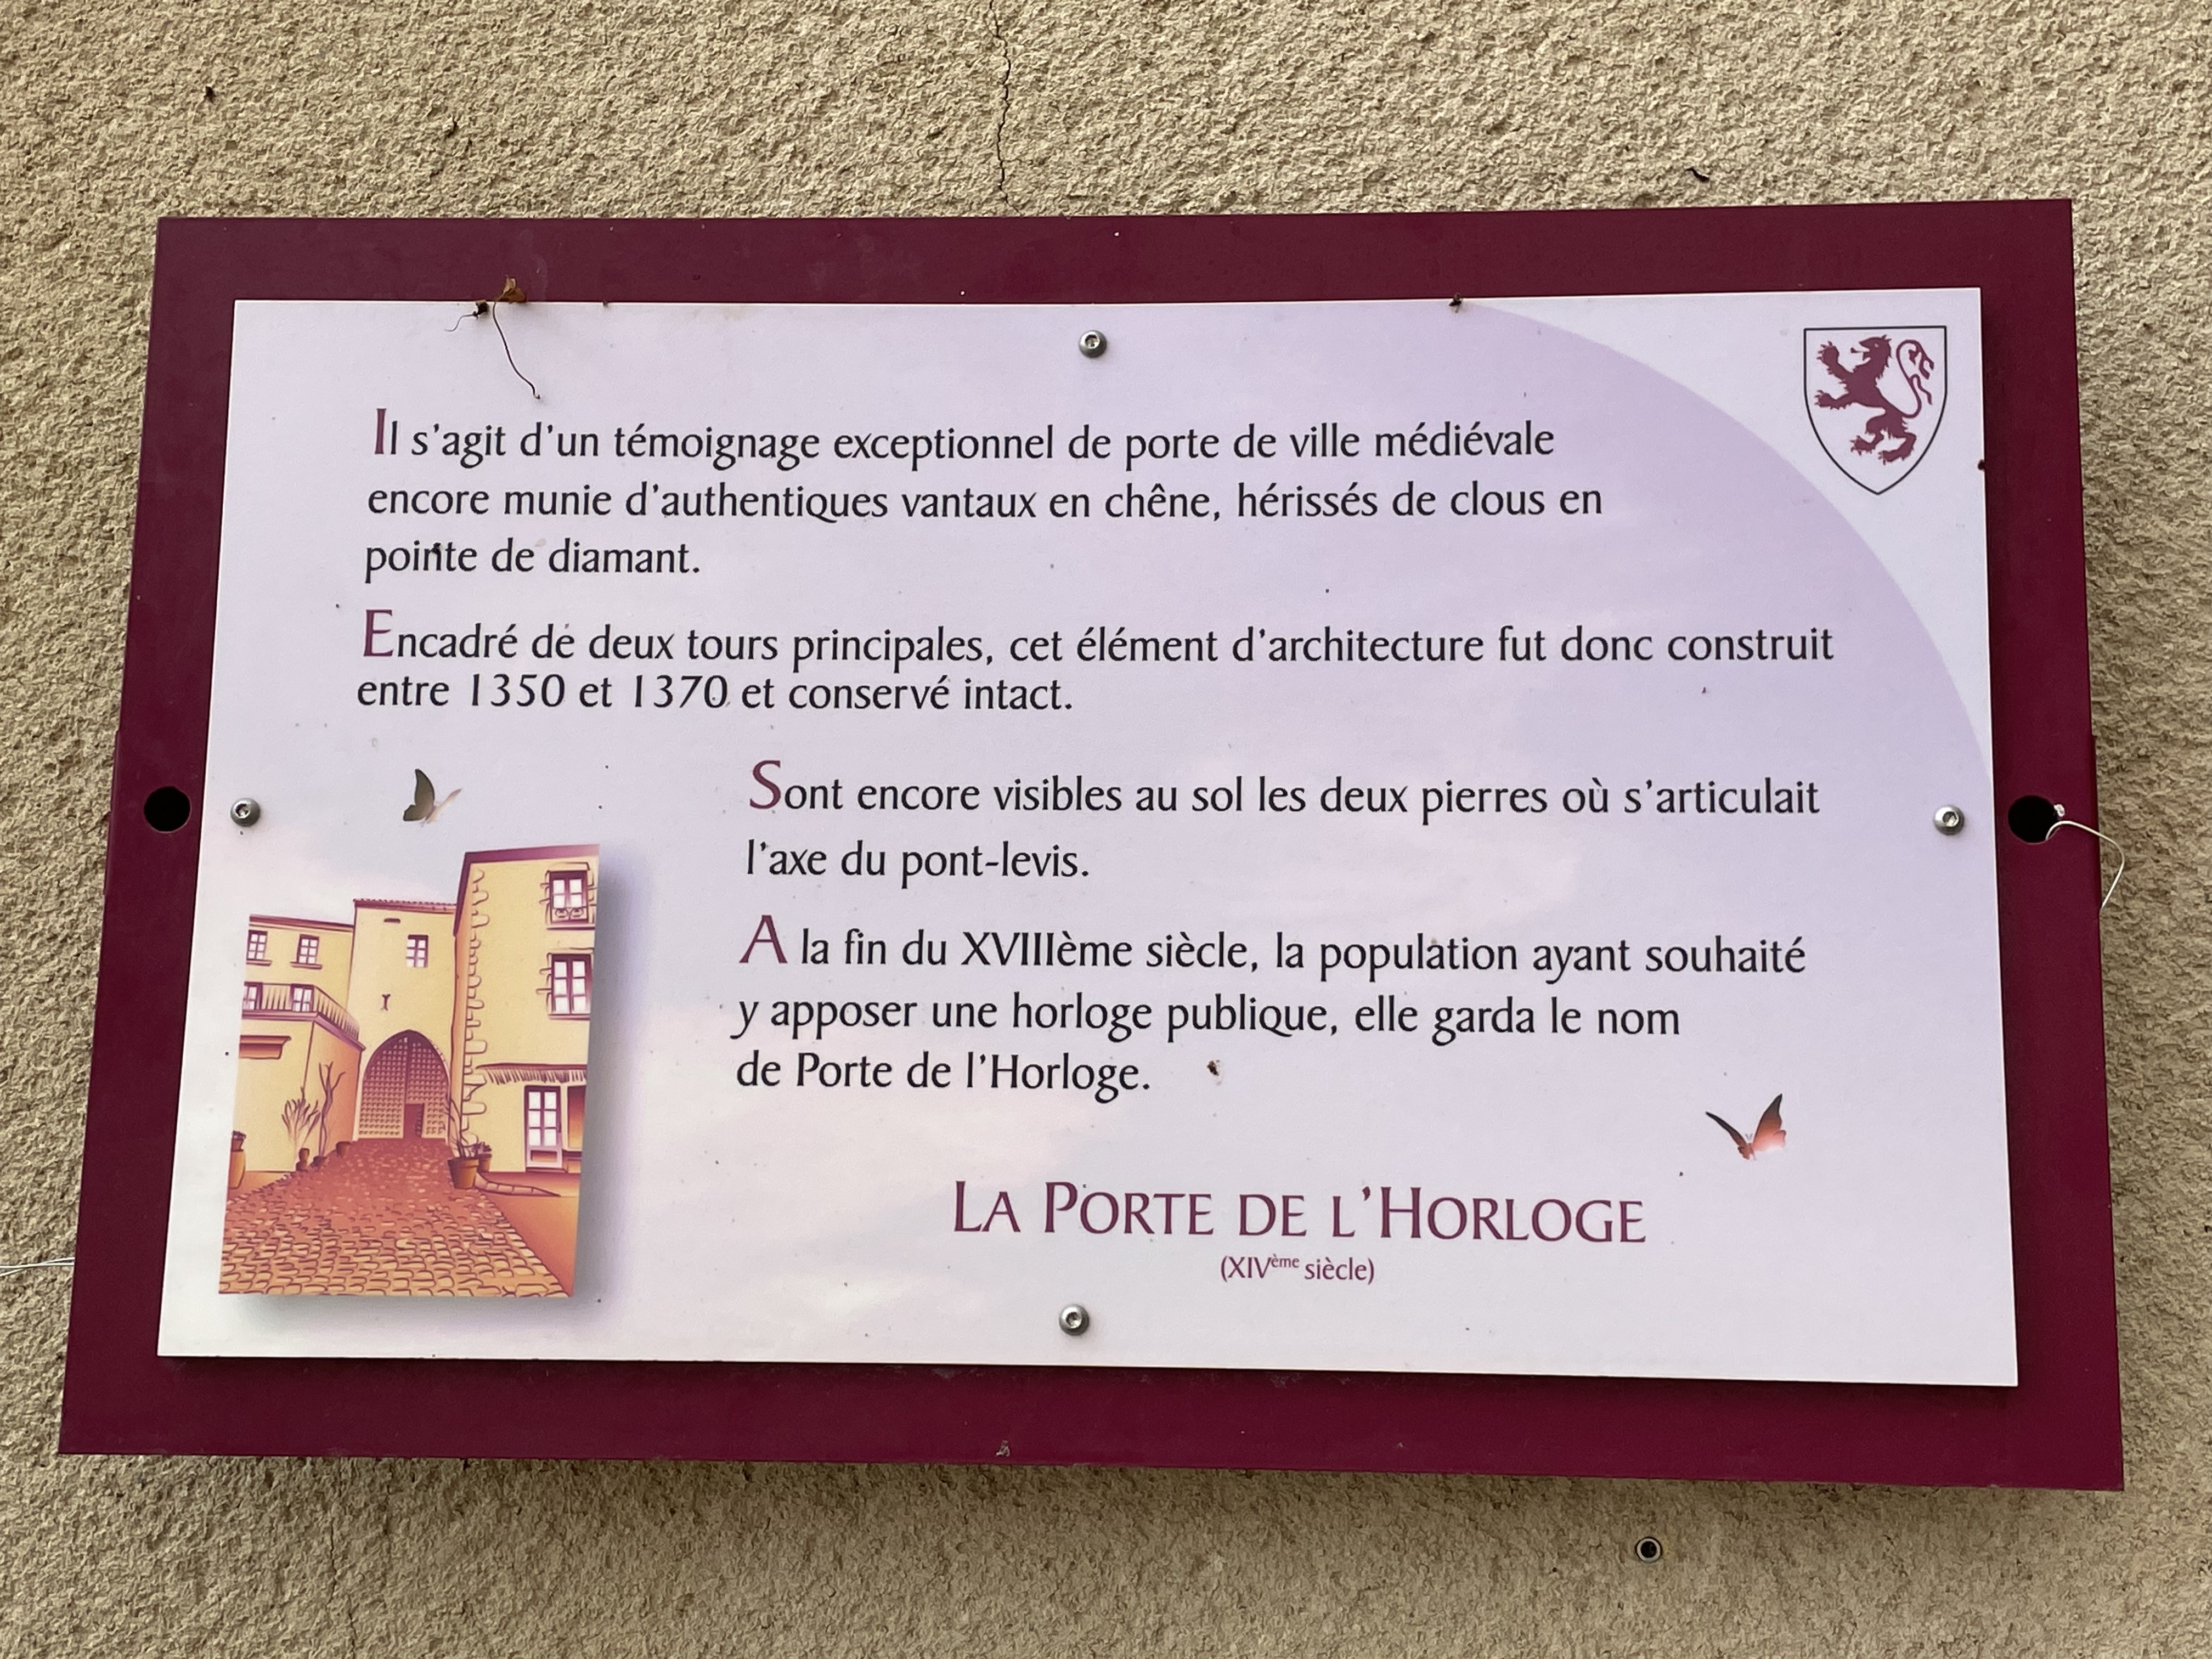 Il s'agit d'un témoignage exceptionnel de porte de ville médiévale
encore munie d'authentiques vantaux en chêne, hérissés de clous en
pointe de diamant.
Encadré de deux tours principales, cet élément d'architecture fut donc construit
entre 1350 et 1370 et conservé intact.
Sont encore visibles au sol les deux pierres où s'articulait
l'axe du pont-levis.
A la fin du XVIIIème siècle, la population ayant souhaité
y apposer une horloge publique, elle garda le nom
de Porte de l'Horloge.
LA PORTE DE L'HORLOGE
(XIVème siècle)